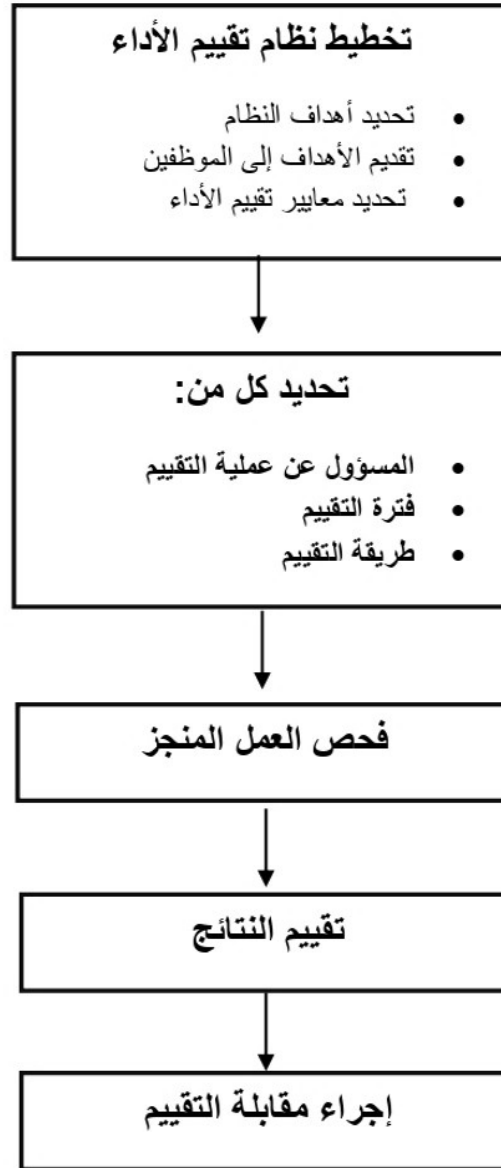 تخطيط نظام تقييم الأداء
• تحديد أهداف النظام
• تقديم الأهداف إلى الموظفين
• تحديد معايير تقييم الأداء
تحديد كل من:
• المسؤول عن عملية التقييم
• فترة التقييم
• طريقة التقييم
فحص العمل المنجز
تقييم النتائج
إجراء مقابلة التقييم